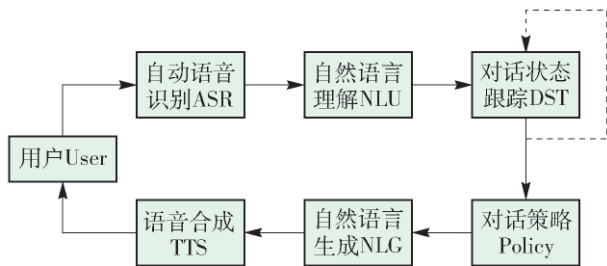 自动语音
识别ASR
自然语言
理解NLU
对话状态
跟踪DST
用户User
语音合成
TTS
自然语言
生成NLG
对话策略
Policy